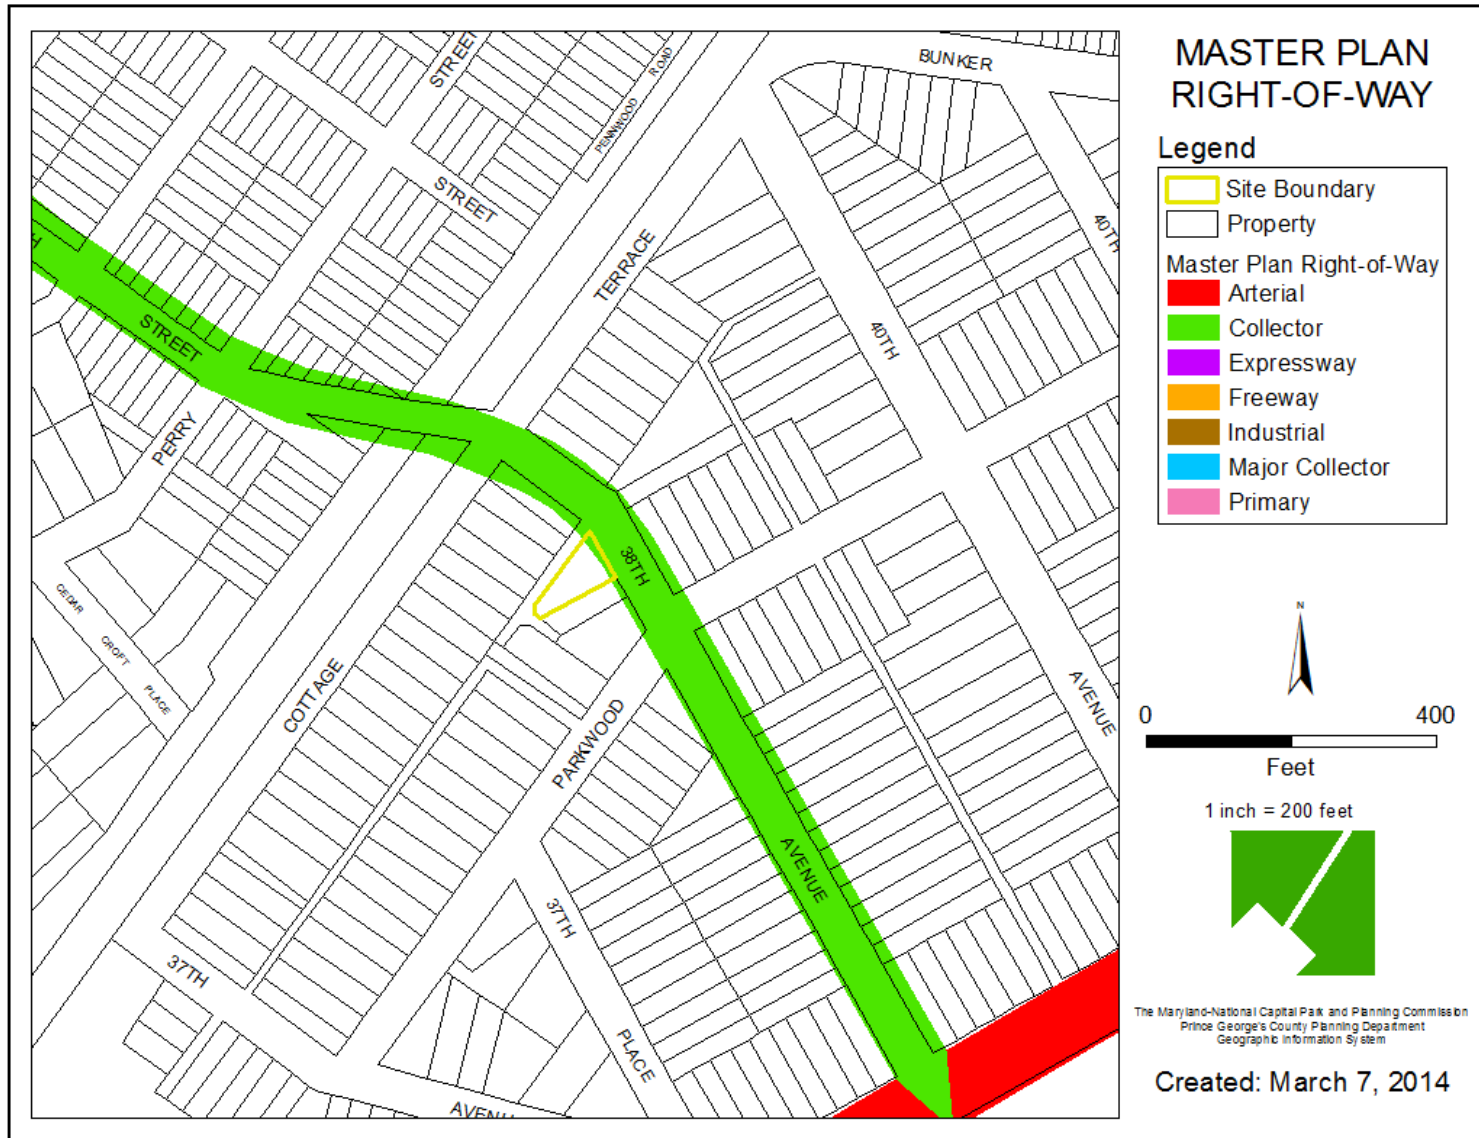 MASTER PLAN
RIGHT-OF-WAY
Legend
Site Boundary
Property
Master Plan Right-of-Way
Arterial
Collector
Expressway
Freeway
Industrial
Major Collector
Primary
N
0 400
Feet
1 inch = 200 feet
The Maryland-National Capital Park and Planning Commission
Prince George's County Planning Department
Geographic Information System
Created: March 7, 2014
STREET
PENNWOOD ROAD
BUNKER
STREET
40TH
TERRACE
40TH
STREET
PERRY
38TH
CEDAR CROFT PLACE
COTTAGE
PARKWOOD
AVENUE
AVENUE
37TH
37TH
PLACE